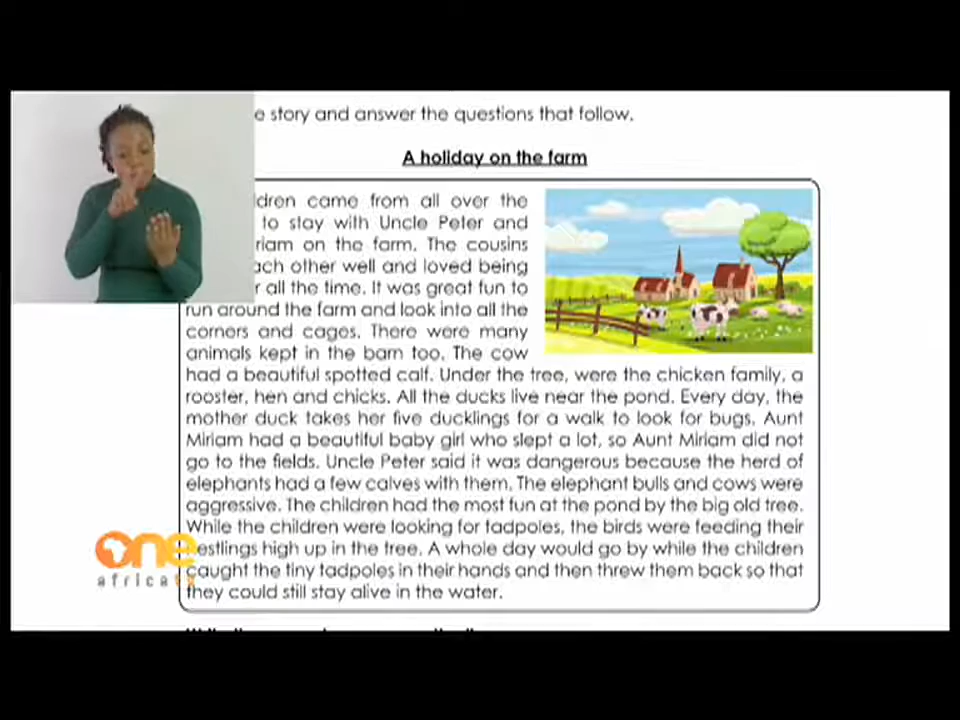 e story and answer the questions that follow.
A holiday on the farm
ldren came from all over the
to stay with Uncle Peter and
riam on the farm. The cousins
ach other well and loved being
r all the time. It was great fun to
run around the farm and look into all the
corners and cages. There were many
animals kept in the barn too. The cow
had a beautiful spotted calf. Under the tree, were the chicken family, a
rooster, hen and chicks. All the ducks live near the pond. Every day, the
mother duck takes her five ducklings for a walk to look for bugs. Aunt
Miriam had a beautiful baby girl who slept a lot, so Aunt Miriam did not
go to the fields. Uncle Peter said it was dangerous because the herd of
elephants had a few calves with them. The elephant bulls and cows were
aggressive. The children had the most fun at the pond by the big old tree.
While the children were looking for tadpoles, the birds were feeding their
estlings high up in the tree. A whole day would go by while the children
caught the tiny tadpoles in their hands and then threw them back so that
they could still stay alive in the water.
one
africa tv